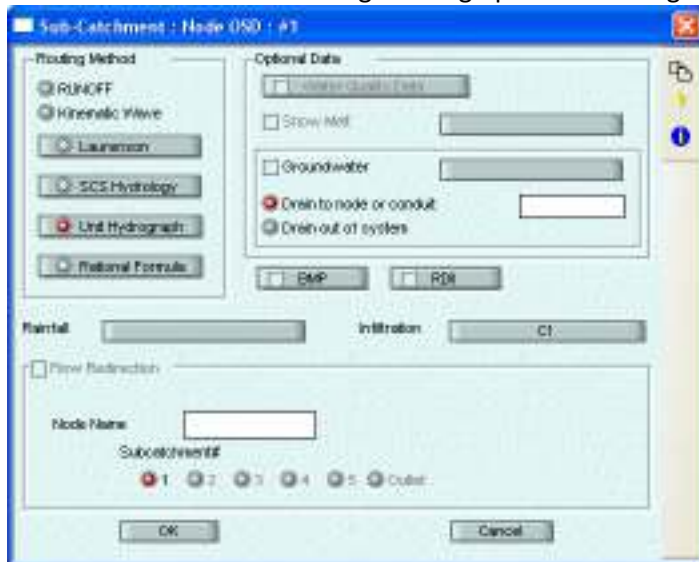 Sub-Catchment : Node OSD : #1
Routing Method
Optional Data
RUNOFF
Water Quality Data
Kinematic Wave
Snow Melt
Laurenson
Groundwater
SCS Hydrology
Drain to node or conduit
Unit Hydrograph
Drain out of system
Rational Formula
BMP
RDII
Rainfall
Infiltration
C1
Flow Redirection
Node Name
Subcatchment#
1 2 3 4 5 Outlet
OK
Cancel